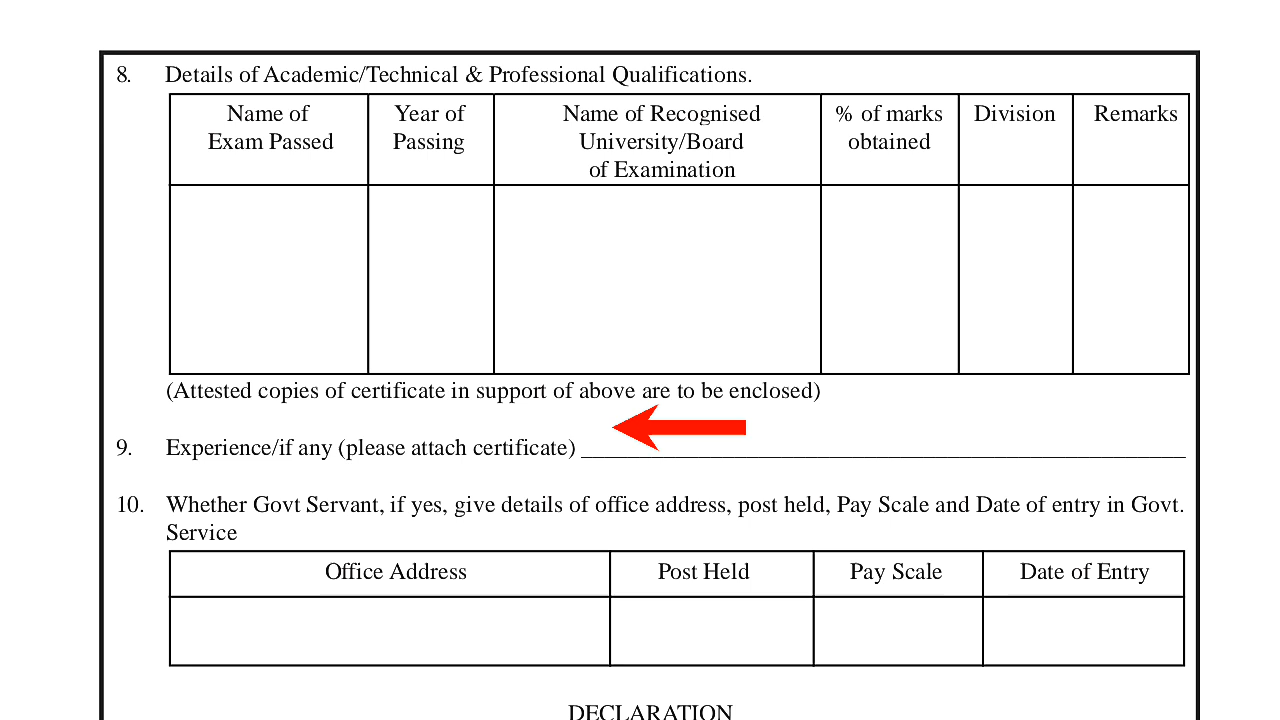 8. Details of Academic/Technical & Professional Qualifications.
Name of Exam Passed
Year of Passing
Name of Recognised University/Board of Examination
% of marks obtained
Division
Remarks
(Attested copies of certificate in support of above are to be enclosed)
9. Experience/if any (please attach certificate)
10. Whether Govt Servant, if yes, give details of office address, post held, Pay Scale and Date of entry in Govt.
Service
Office Address
Post Held
Pay Scale
Date of Entry
DECLARATION